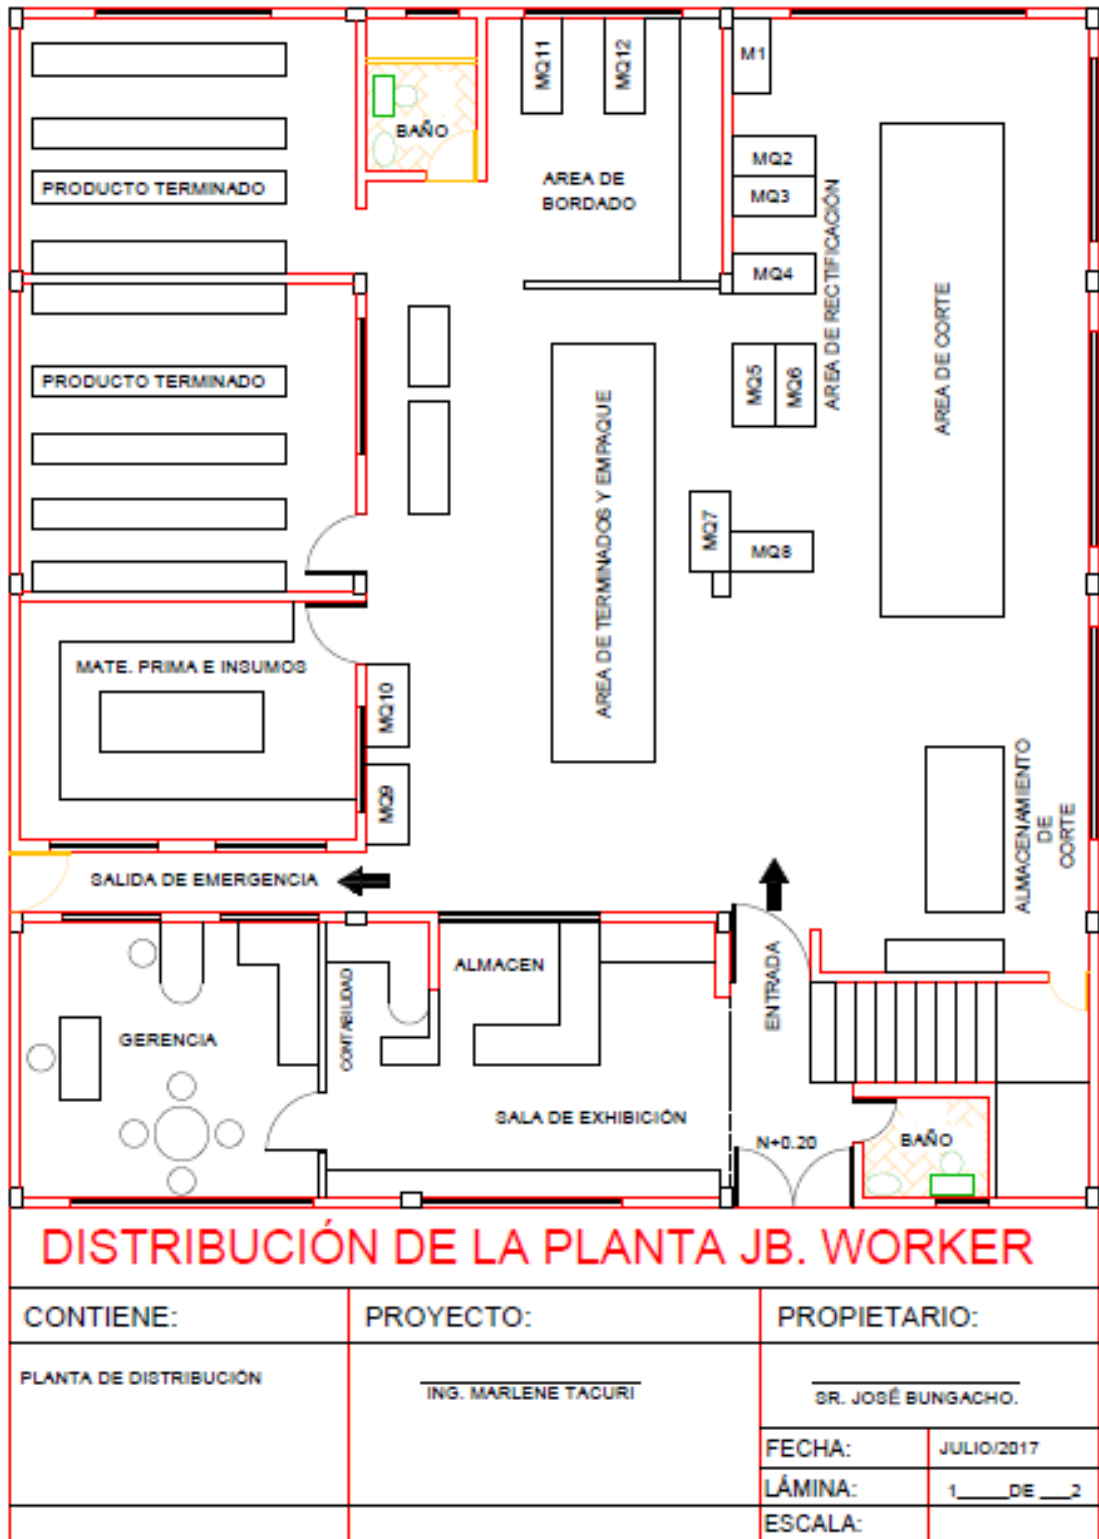 MQ11
MQ12
M1
BAÑO
MQ2
PRODUCTO TERMINADO
AREA DE
BORDADO
MQ3
MQ4
AREA DE RECTIFICACIÓN
AREA DE CORTE
PRODUCTO TERMINADO
MQ5
MQ6
AREA DE TERMINADOS Y EMPAQUE
MQ7
MQ8
MATE. PRIMA E INSUMOS
MQ10
MQ9
ALMACENAMIENTO
DE
CORTE
SALIDA DE EMERGENCIA
ENTRADA
ALMACEN
CONTABILIDAD
GERENCIA
SALA DE EXHIBICIÓN
N+0.20
BAÑO
DISTRIBUCIÓN DE LA PLANTA JB. WORKER
CONTIENE:
PROYECTO:
PROPIETARIO:
PLANTA DE DISTRIBUCIÓN
ING. MARLENE TACURI
SR. JOSÉ BUNGACHO.
FECHA:
JULIO/2017
LÁMINA:
1____DE ___2
ESCALA: